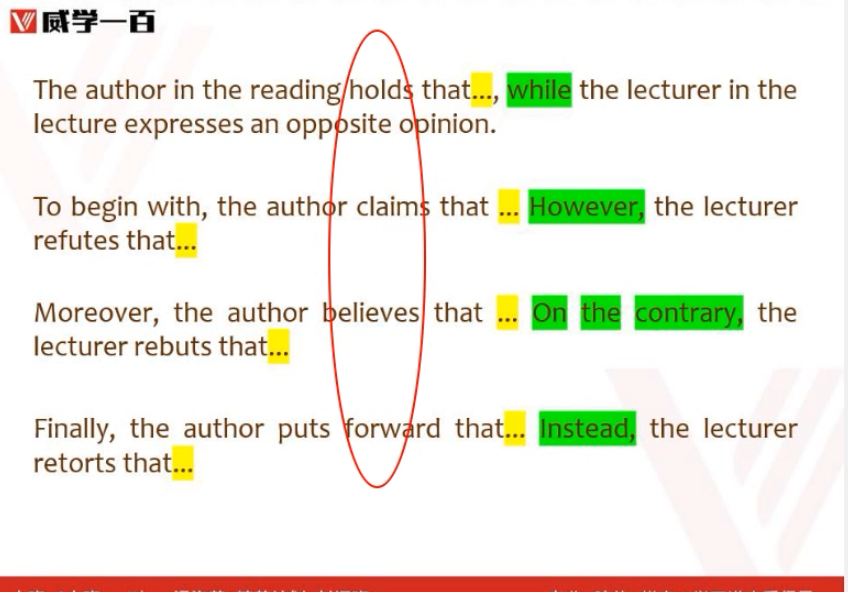 威学一百
The author in the reading holds that..., while the lecturer in the
lecture expresses an opposite opinion.
To begin with, the author claims that ... However, the lecturer
refutes that...
Moreover, the author believes that ... On the contrary, the
lecturer rebuts that...
Finally, the author puts forward that... Instead, the lecturer
retorts that...